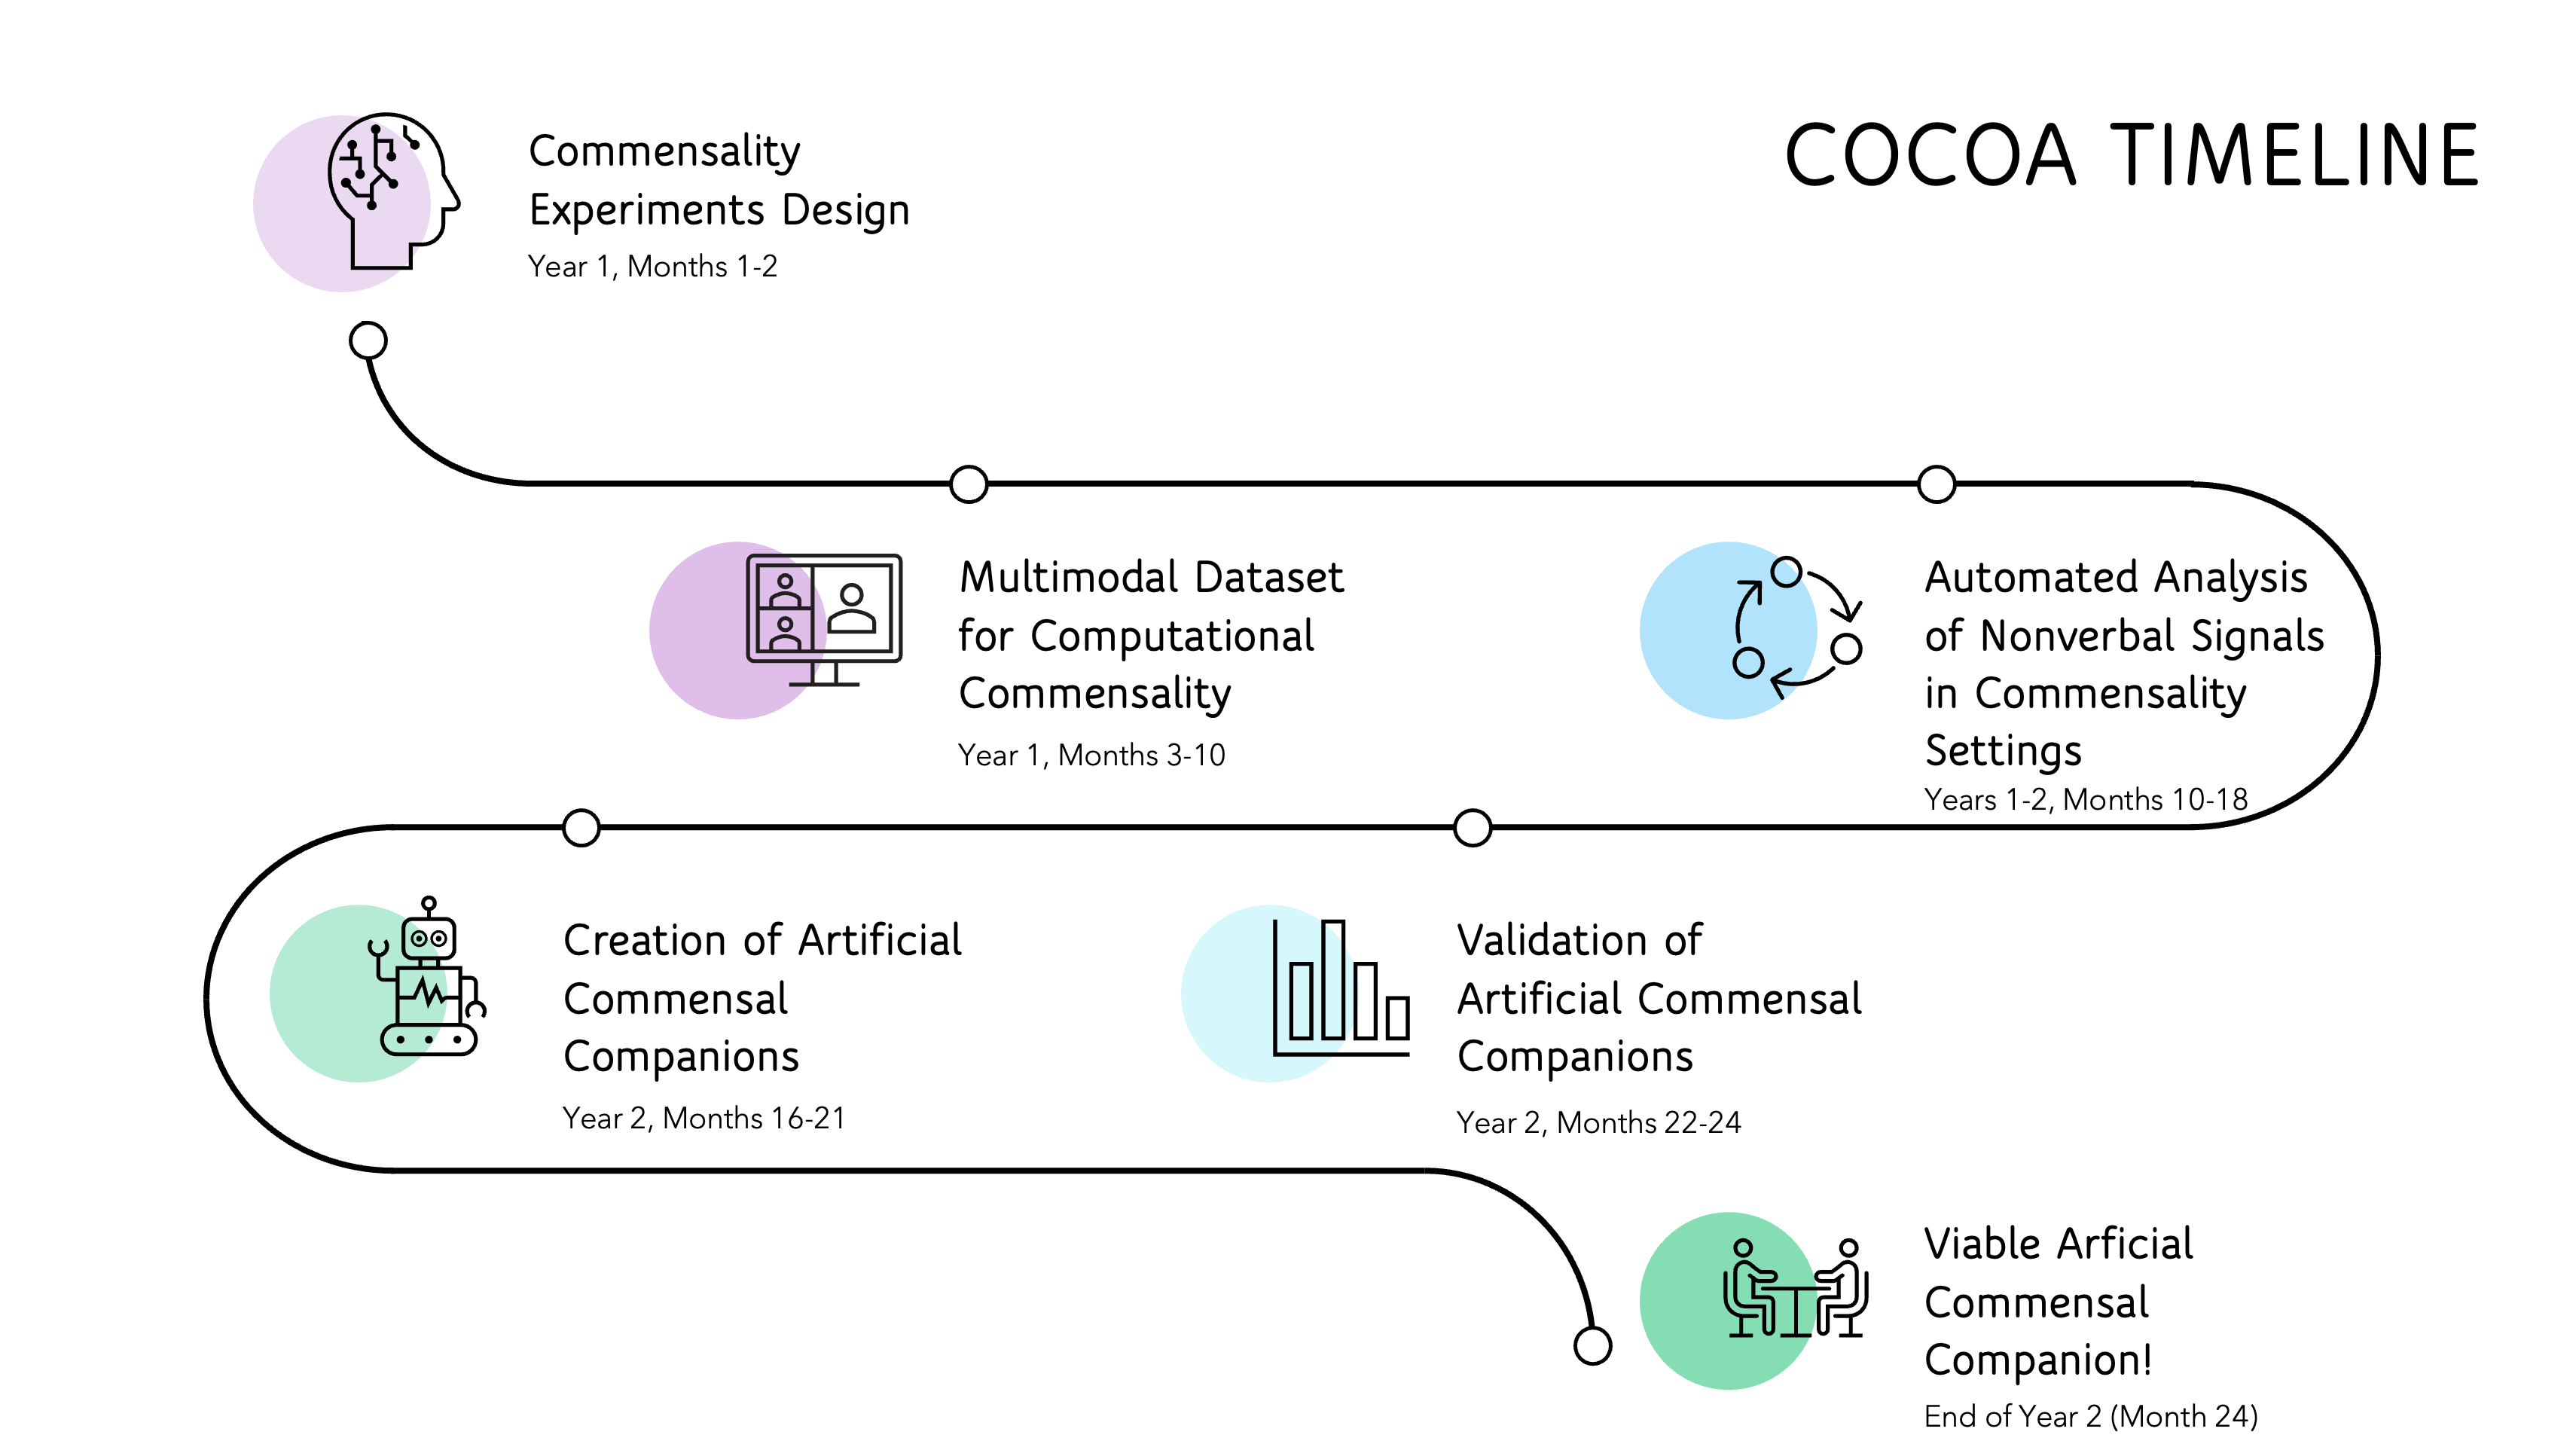 COCOA TIMELINE
Commensality
Experiments Design
Year 1, Months 1-2
Multimodal Dataset
for Computational
Commensality
Year 1, Months 3-10
Automated Analysis
of Nonverbal Signals
in Commensality
Settings
Years 1-2, Months 10-18
Creation of Artificial
Commensal
Companions
Year 2, Months 16-21
Validation of
Artificial Commensal
Companions
Year 2, Months 22-24
Viable Arficial
Commensal
Companion!
End of Year 2 (Month 24)